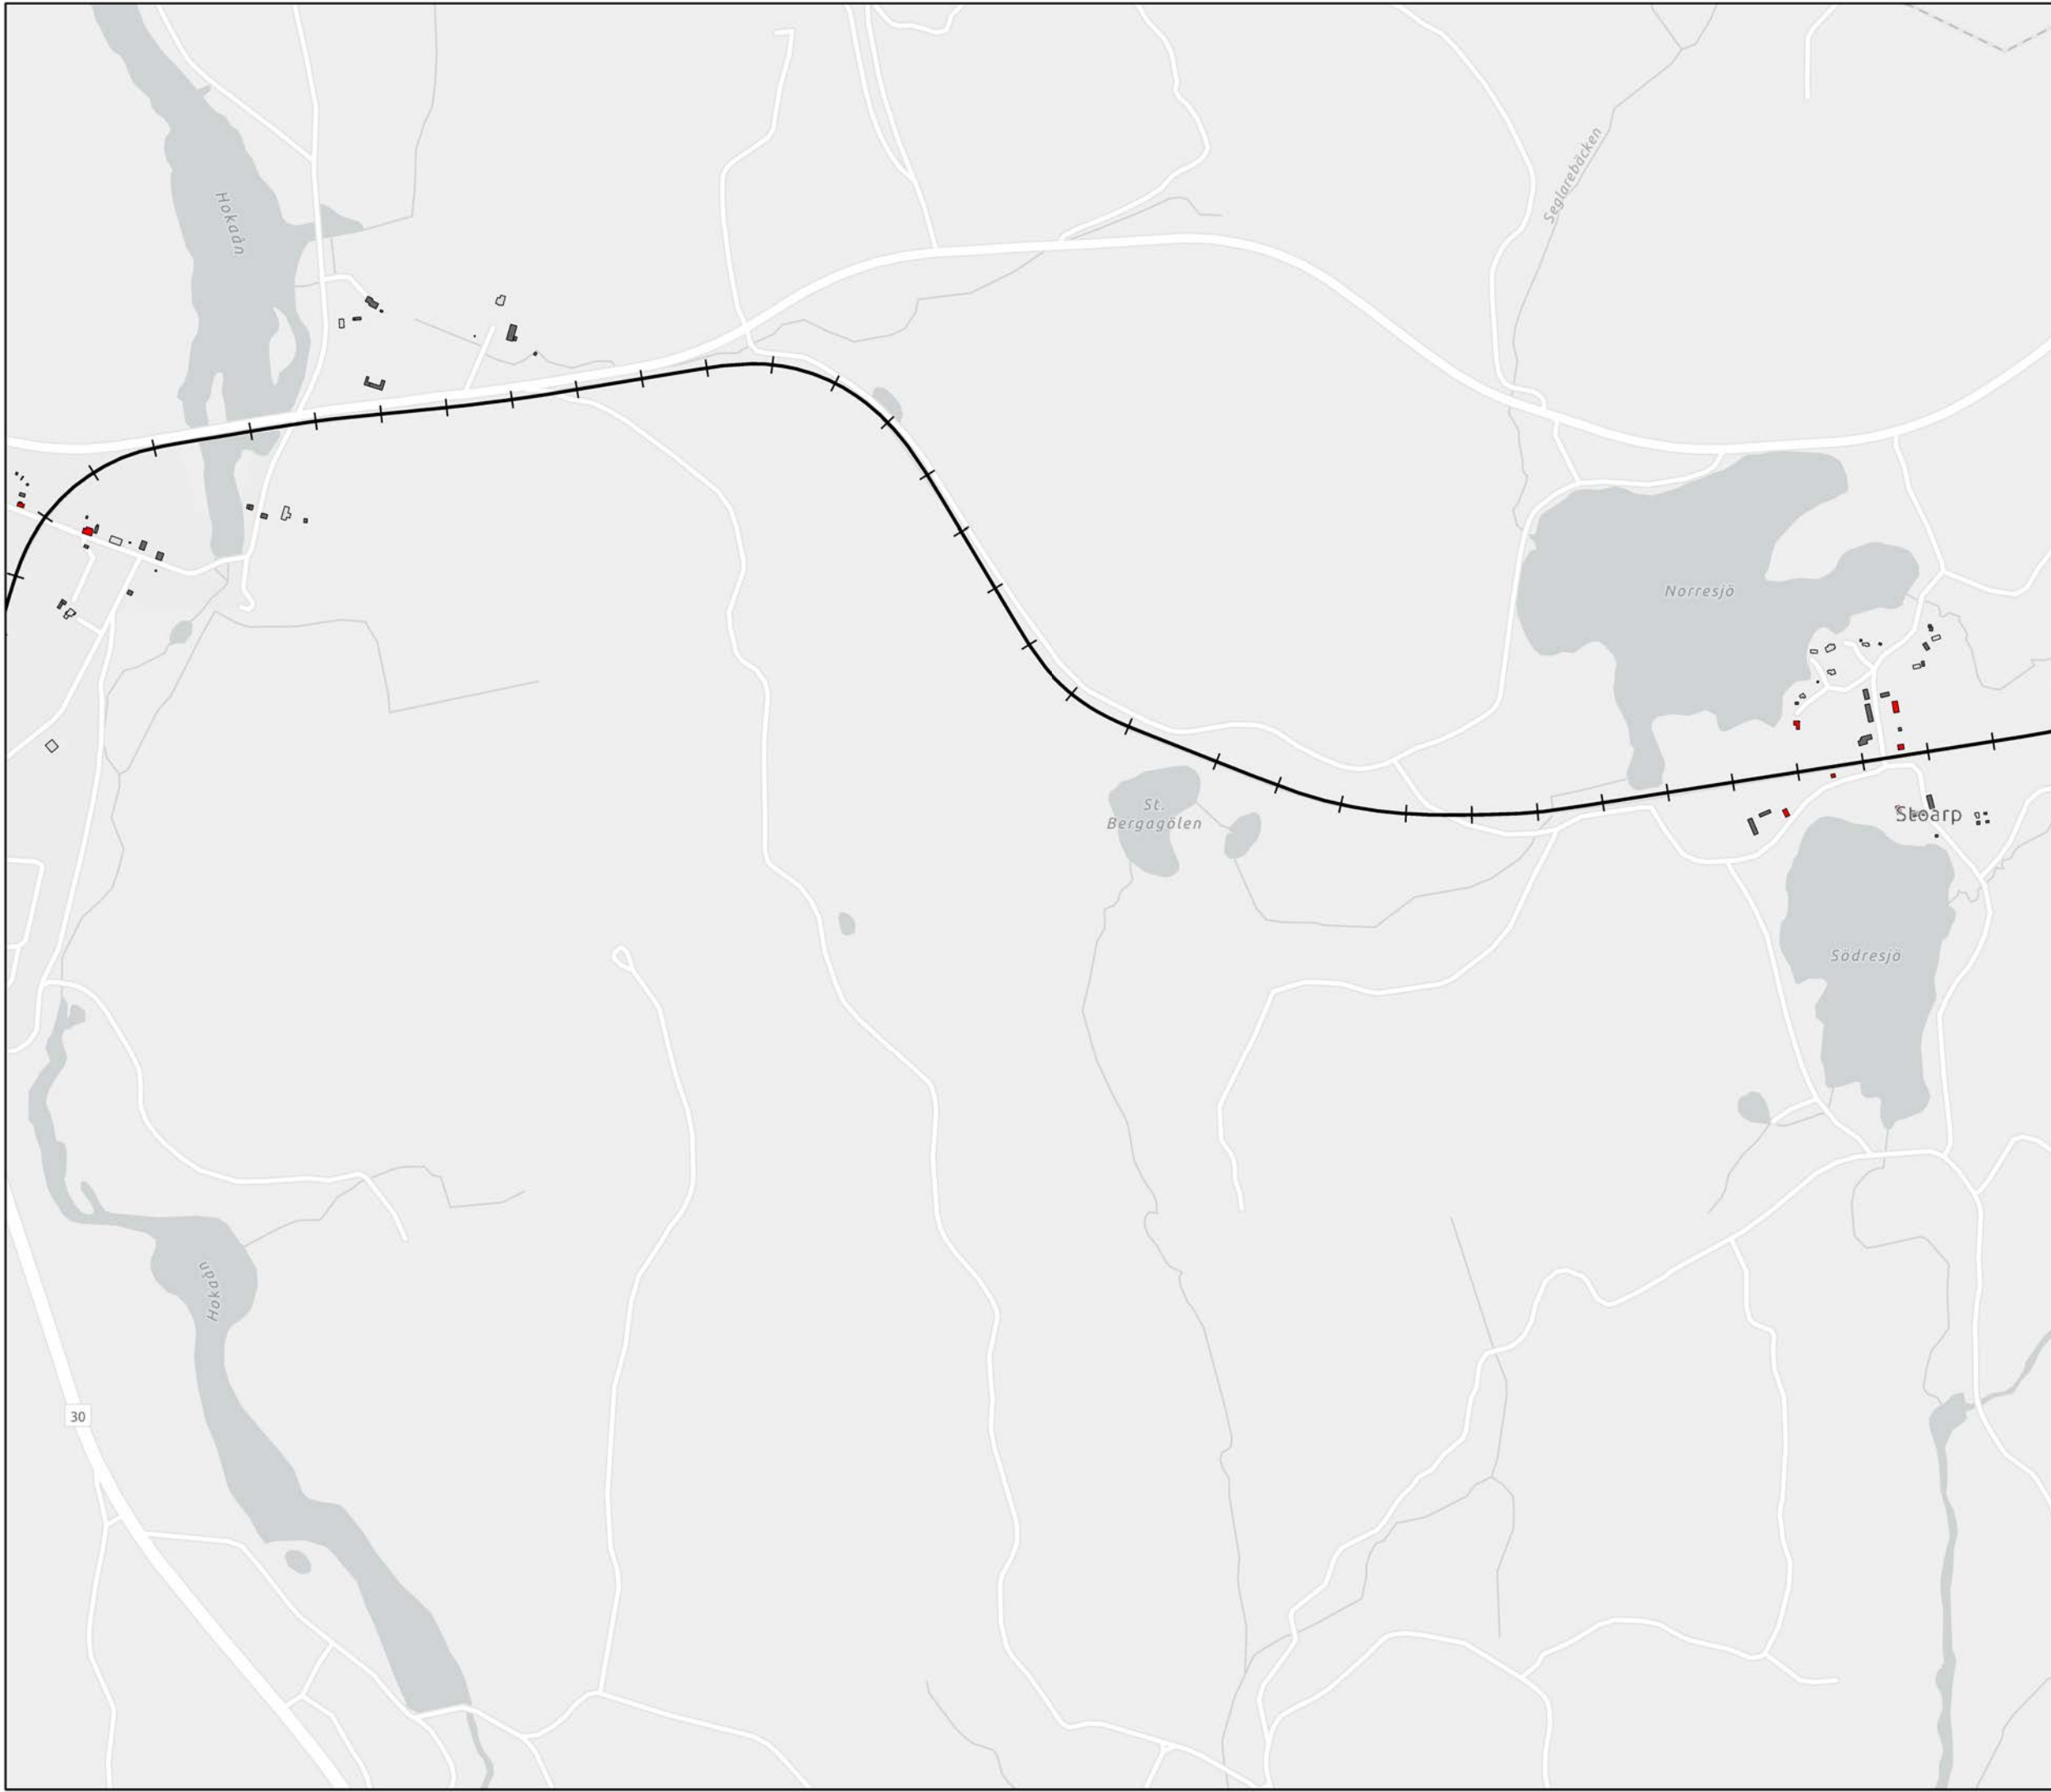 Seglarebäcken
Hokaån
Norresjö
St.
Bergagölen
Stoarp
Södresjö
Hokaån
30